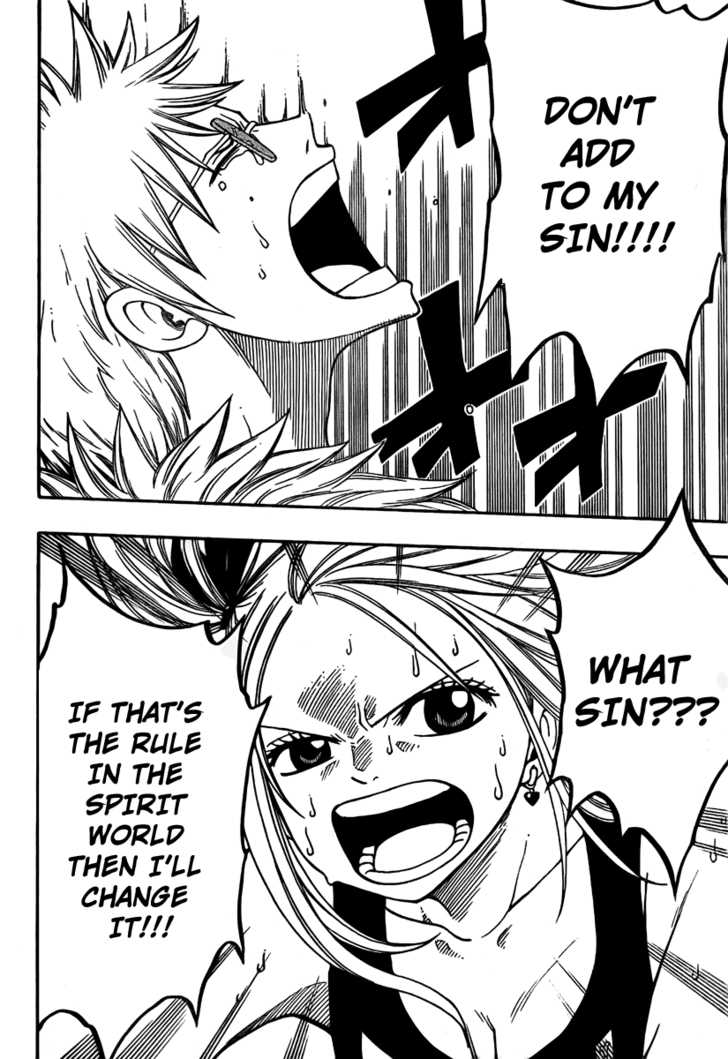 DON'T
ADD
TO MY
SIN!!!!
WHAT
SIN???
IF THAT'S
THE RULE
IN THE
SPIRIT
WORLD
THEN I'LL
CHANGE
IT!!!